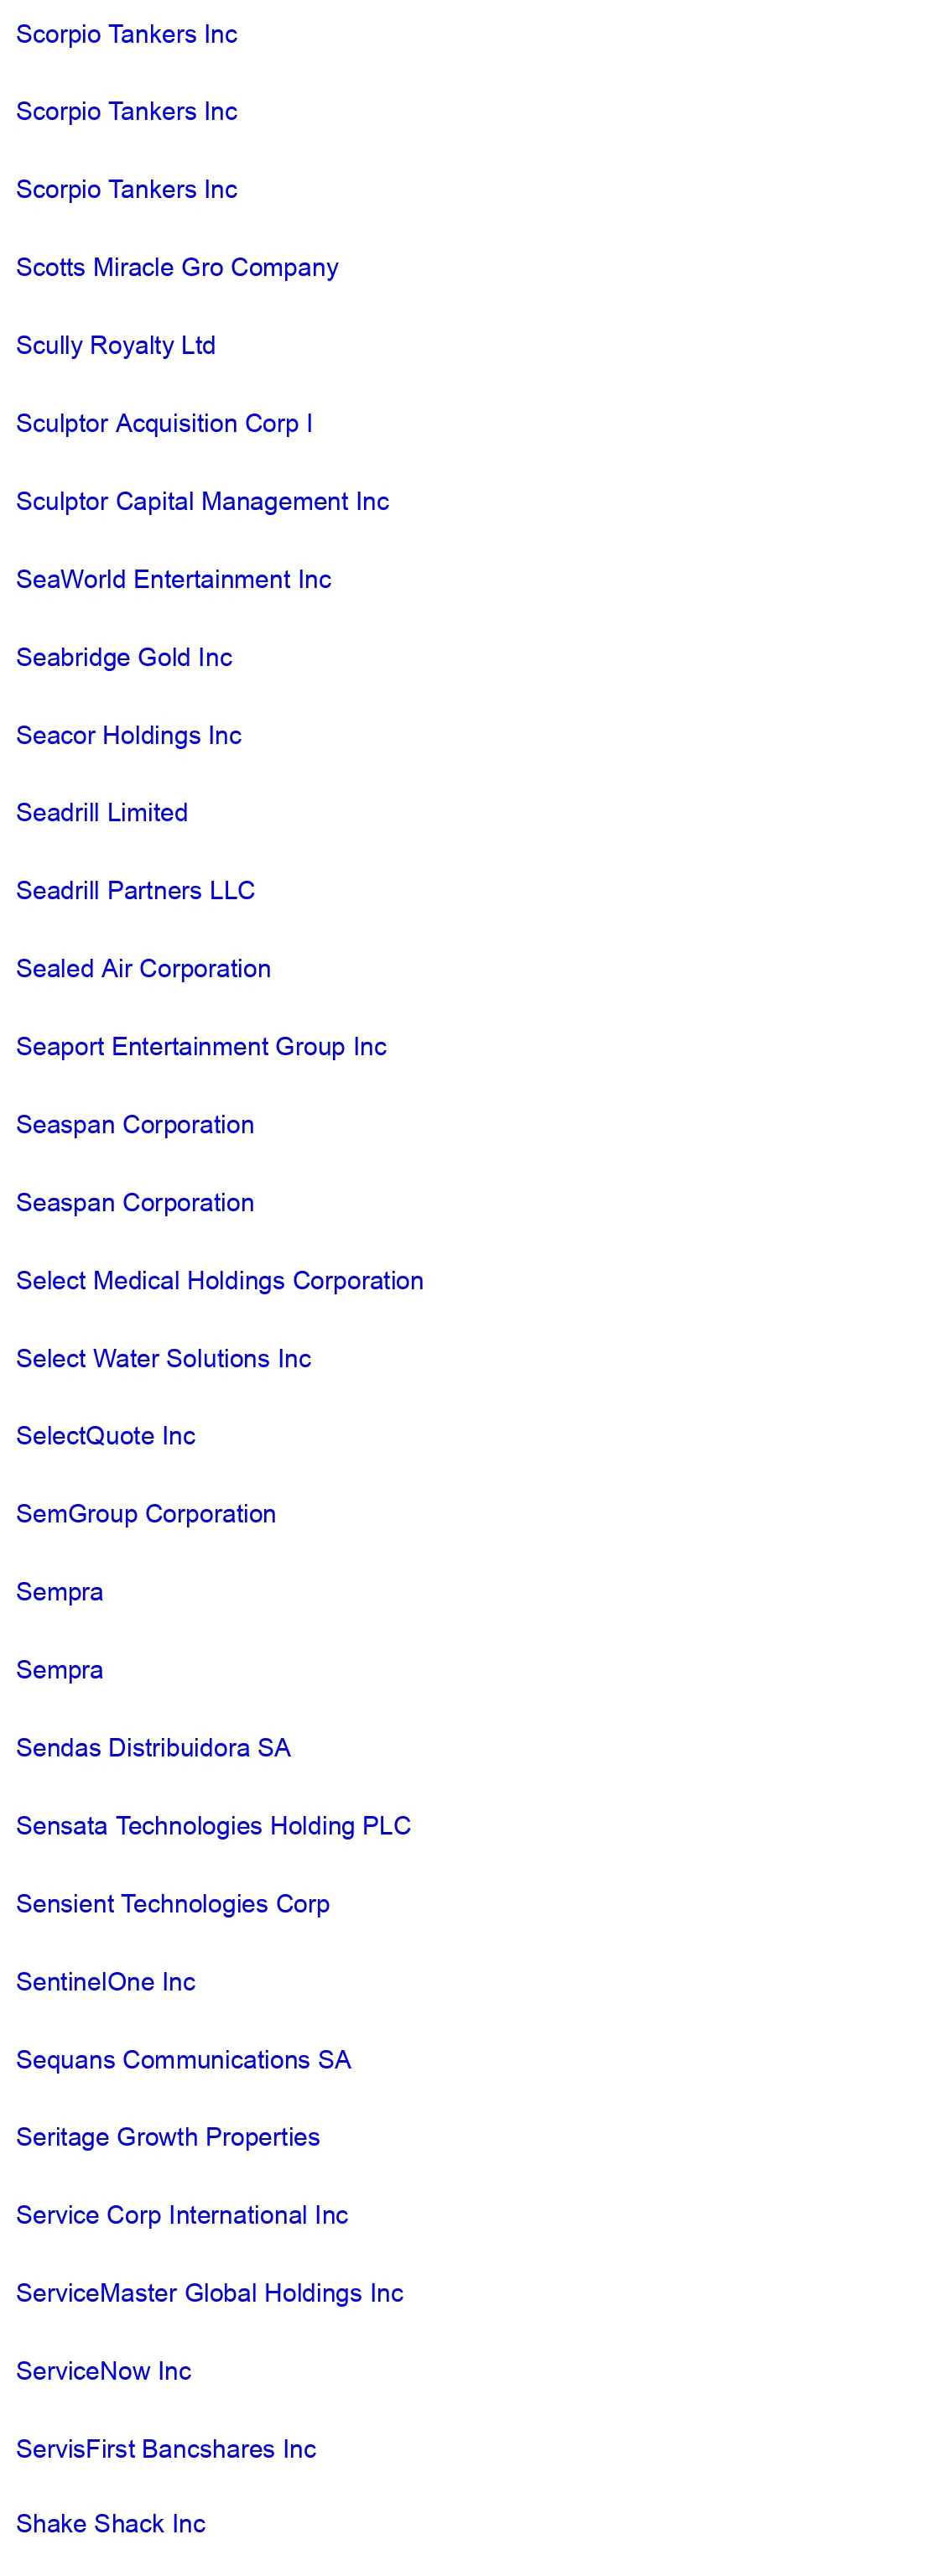 Scorpio Tankers Inc
Scorpio Tankers Inc
Scorpio Tankers Inc
Scotts Miracle Gro Company
Scully Royalty Ltd
Sculptor Acquisition Corp I
Sculptor Capital Management Inc
SeaWorld Entertainment Inc
Seabridge Gold Inc
Seacor Holdings Inc
Seadrill Limited
Seadrill Partners LLC
Sealed Air Corporation
Seaport Entertainment Group Inc
Seaspan Corporation
Seaspan Corporation
Select Medical Holdings Corporation
Select Water Solutions Inc
SelectQuote Inc
SemGroup Corporation
Sempra
Sempra
Sendas Distribuidora SA
Sensata Technologies Holding PLC
Sensient Technologies Corp
SentinelOne Inc
Sequans Communications SA
Seritage Growth Properties
Service Corp International Inc
ServiceMaster Global Holdings Inc
ServiceNow Inc
ServisFirst Bancshares Inc
Shake Shack Inc